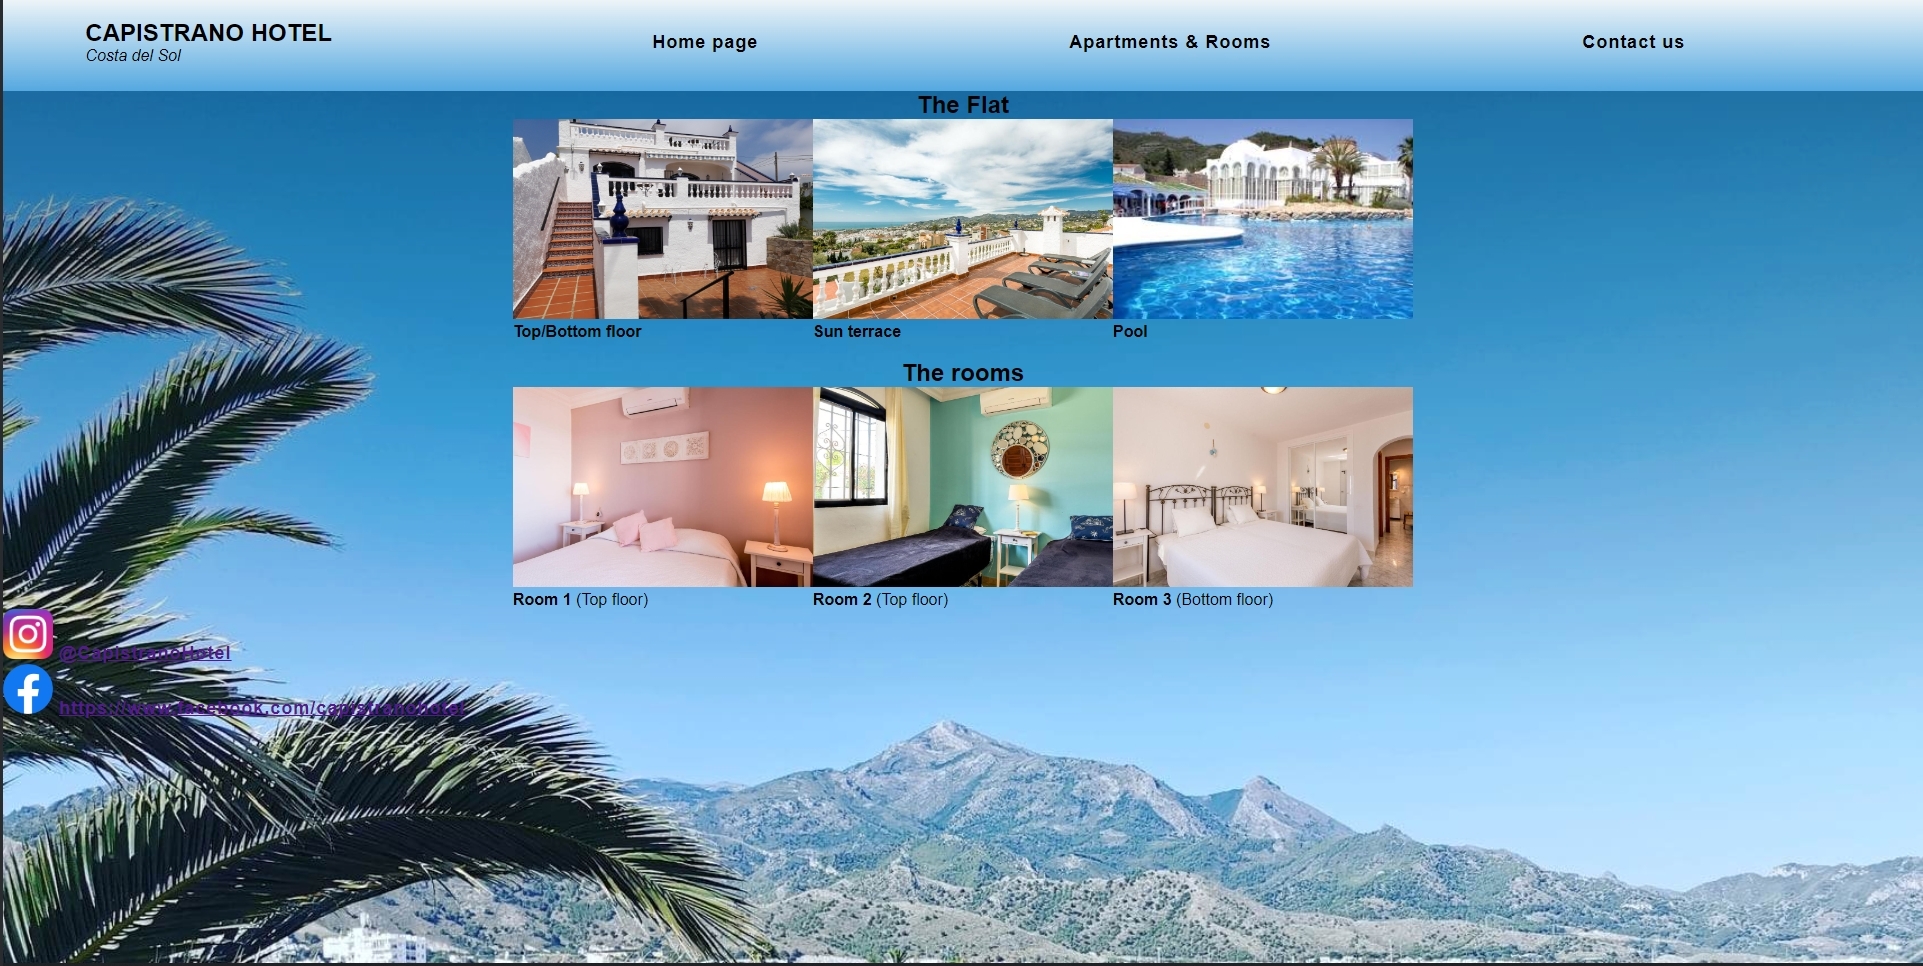 CAPISTRANO HOTEL
Costa del Sol
Home page
Apartments & Rooms
Contact us
The Flat
Top/Bottom floor
Sun terrace
Pool
The rooms
Room 1 (Top floor)
Room 2 (Top floor)
Room 3 (Bottom floor)
@CapistranoHotel
https://www.facebook.com/capistranohotel